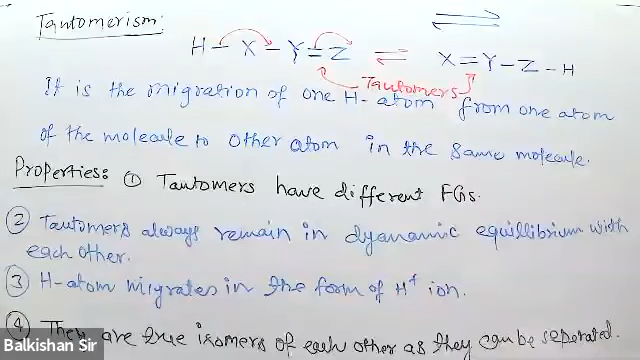 Tautomerism:
H - X - Y = Z ⇌ X = Y - Z - H
Tautomers
It is the migration of one H-atom from one atom
of the molecule to other atom in the same molecule.
Properties: ① Tautomers have different FGs.
② Tautomers always remain in dyanamic equillibrium with
each other.
③ H-atom migrates in the form of H⁺ ion.
④ They are true isomers of each other as they can be seperated.
Balkishan Sir